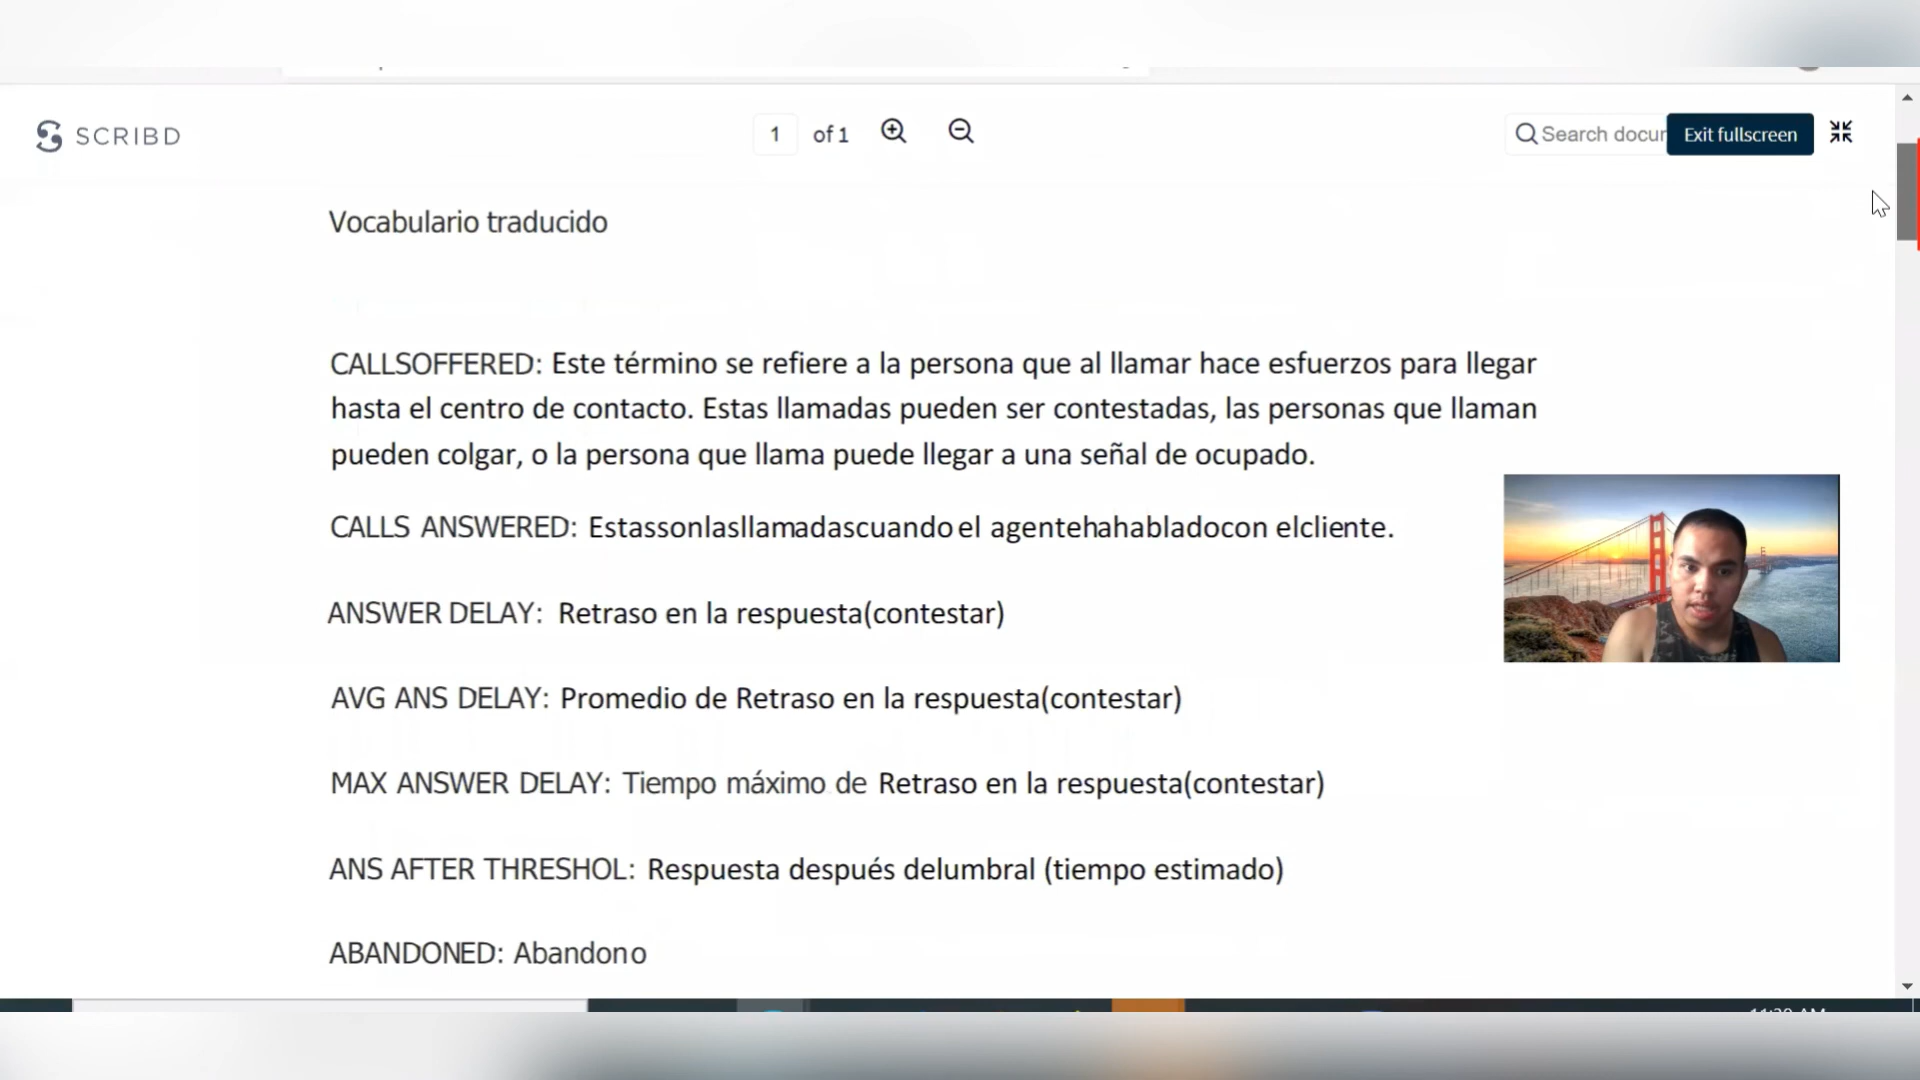 SCRIBD
1 of 1
Search docur
Exit fullscreen
Vocabulario traducido
CALLSOFFERED: Este término se refiere a la persona que al llamar hace esfuerzos para llegar
hasta el centro de contacto. Estas llamadas pueden ser contestadas, las personas que llaman
pueden colgar, o la persona que llama puede llegar a una señal de ocupado.
CALLS ANSWERED: Estassonlasllamadascuando el agentehahabladocon elcliente.
ANSWER DELAY: Retraso en la respuesta(contestar)
AVG ANS DELAY: Promedio de Retraso en la respuesta(contestar)
MAX ANSWER DELAY: Tiempo máximo de Retraso en la respuesta(contestar)
ANS AFTER THRESHOL: Respuesta después delumbral (tiempo estimado)
ABANDONED: Abandono